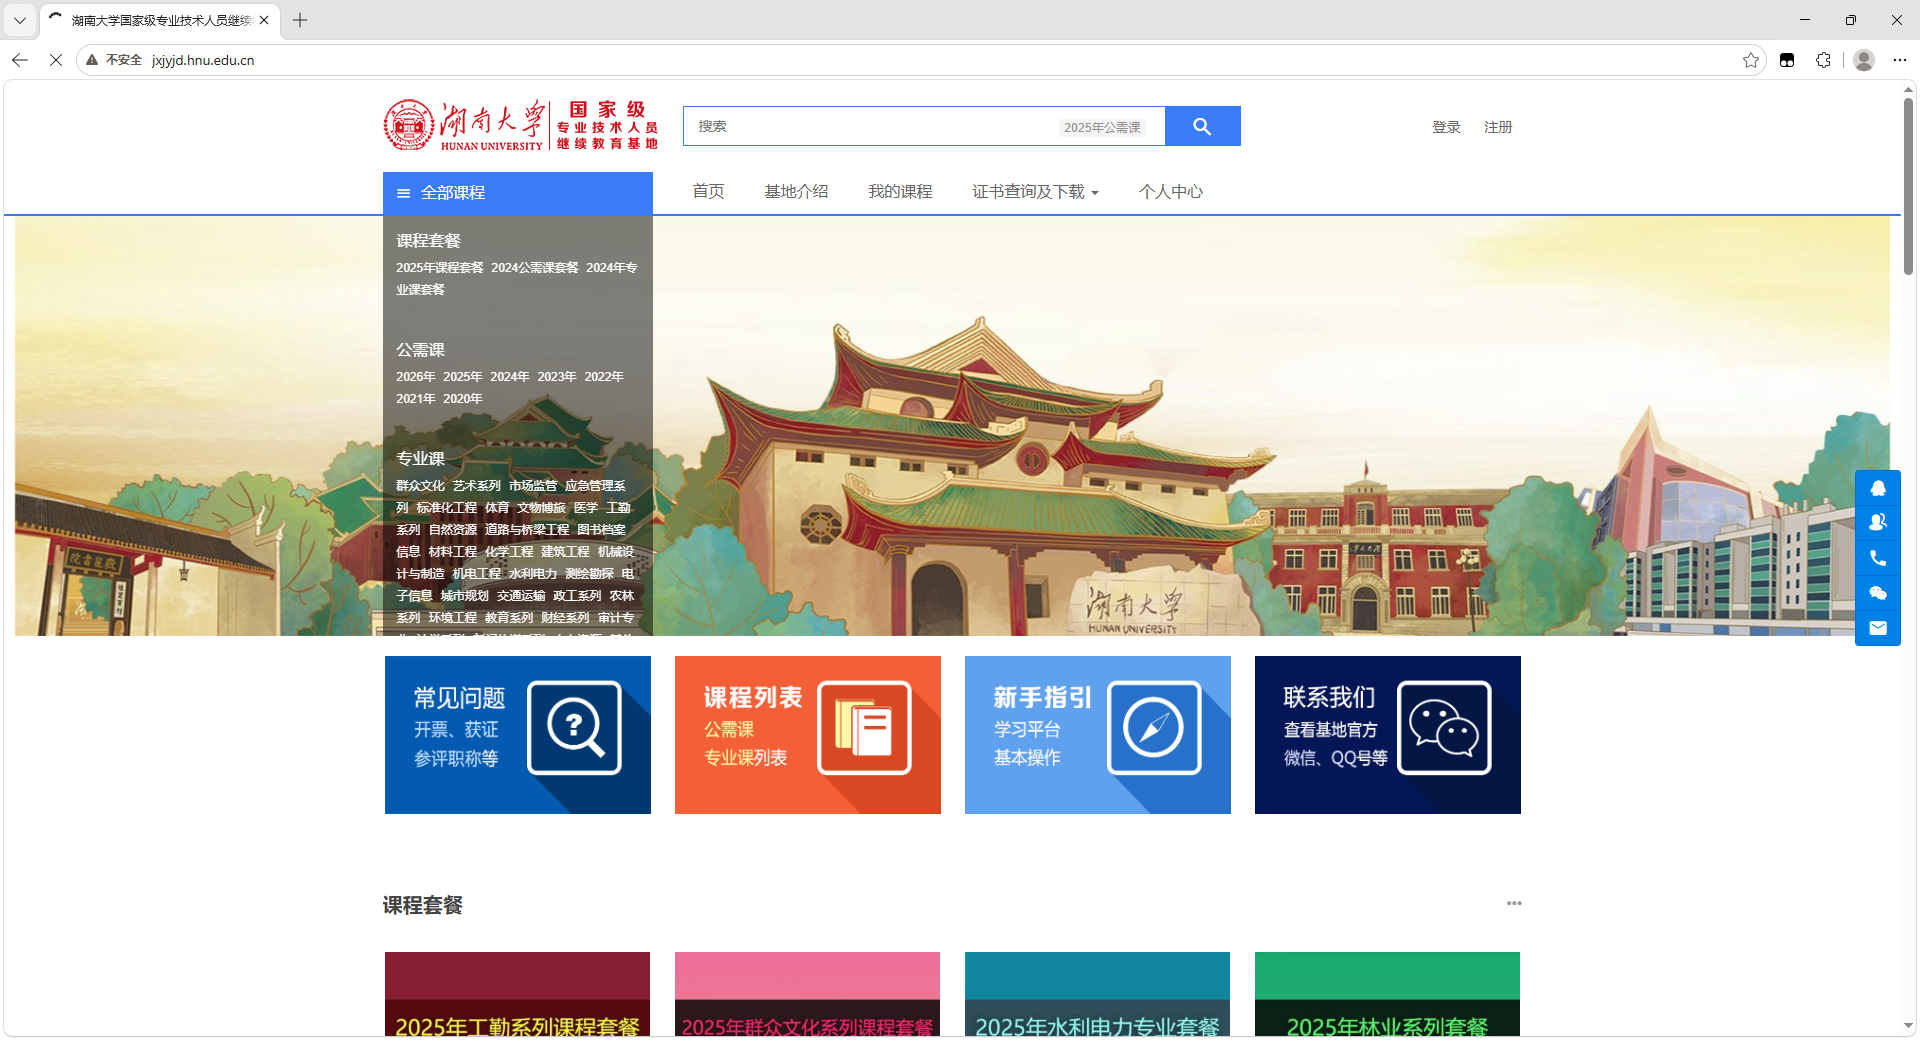 湖南大学国家级专业技术人员继续
不安全 jxjyjd.hnu.edu.cn
湖南大学
HUNAN UNIVERSITY
国家级
专业技术人员
继续教育基地
搜索
2025年公需课
登录 注册
全部课程
首页 基地介绍 我的课程 证书查询及下载 个人中心
课程套餐
2025年课程套餐 2024公需课套餐 2024年专
业课套餐
公需课
2026年 2025年 2024年 2023年 2022年
2021年 2020年
专业课
群众文化 艺术系列 市场监管 应急管理系
列 标准化工程 体育 文物博旅 医学 工勤
系列 自然资源 道路与桥梁工程 图书档案
信息 材料工程 化学工程 建筑工程 机械设
计与制造 机电工程 水利电力 测绘勘探 电
子信息 城市规划 交通运输 政工系列 农林
系列 环境工程 教育系列 财经系列 审计专
湖南大学
HUNAN UNIVERSITY
常见问题
开票、获证
参评职称等
课程列表
公需课
专业课列表
新手指引
学习平台
基本操作
联系我们
查看基地官方
微信、QQ号等
课程套餐
2025年工勤系列课程套餐
2025年群众文化系列课程套餐
2025年水利电力专业套餐
2025年林业系列套餐